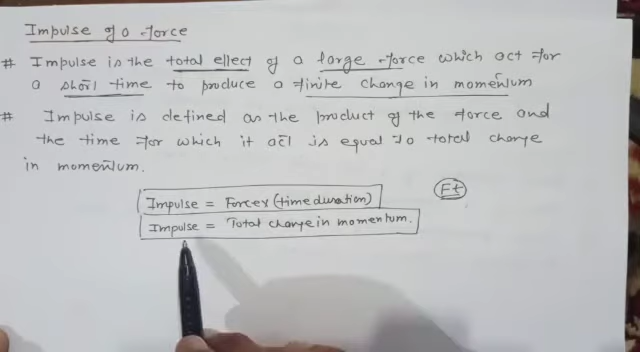 Impulse of a force
# Impulse is the total effect of a large force which act for
a short time to produce a finite change in momentum
# Impulse is defined as the product of the force and
the time for which it act is equal to total change
in momentum.
Impulse = Force x (time duration)
Ft
Impulse = Total change in momentum.